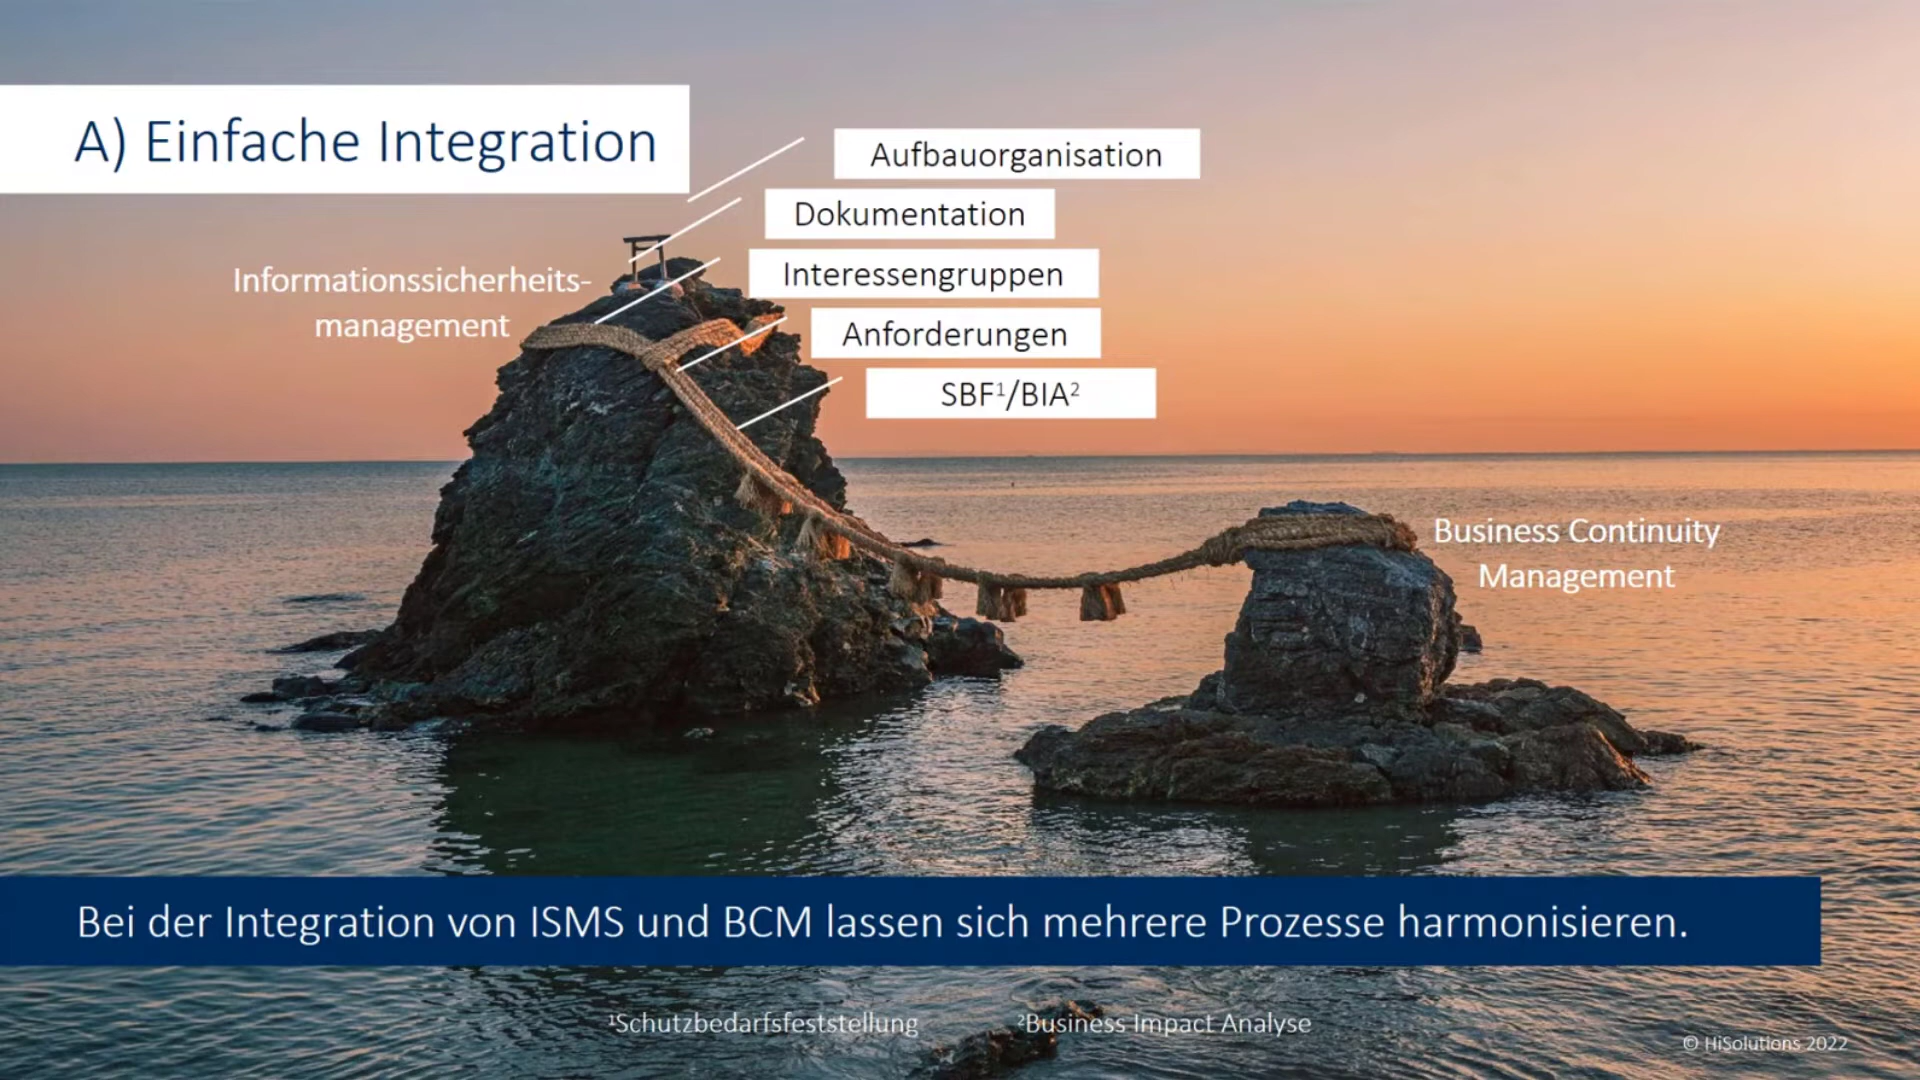 A) Einfache Integration
Aufbauorganisation
Dokumentation
Interessengruppen
Anforderungen
SBF¹/BIA²
Informationssicherheits-
management
Business Continuity
Management
Bei der Integration von ISMS und BCM lassen sich mehrere Prozesse harmonisieren.
¹Schutzbedarfsfeststellung
²Business Impact Analyse
© HiSolutions 2022